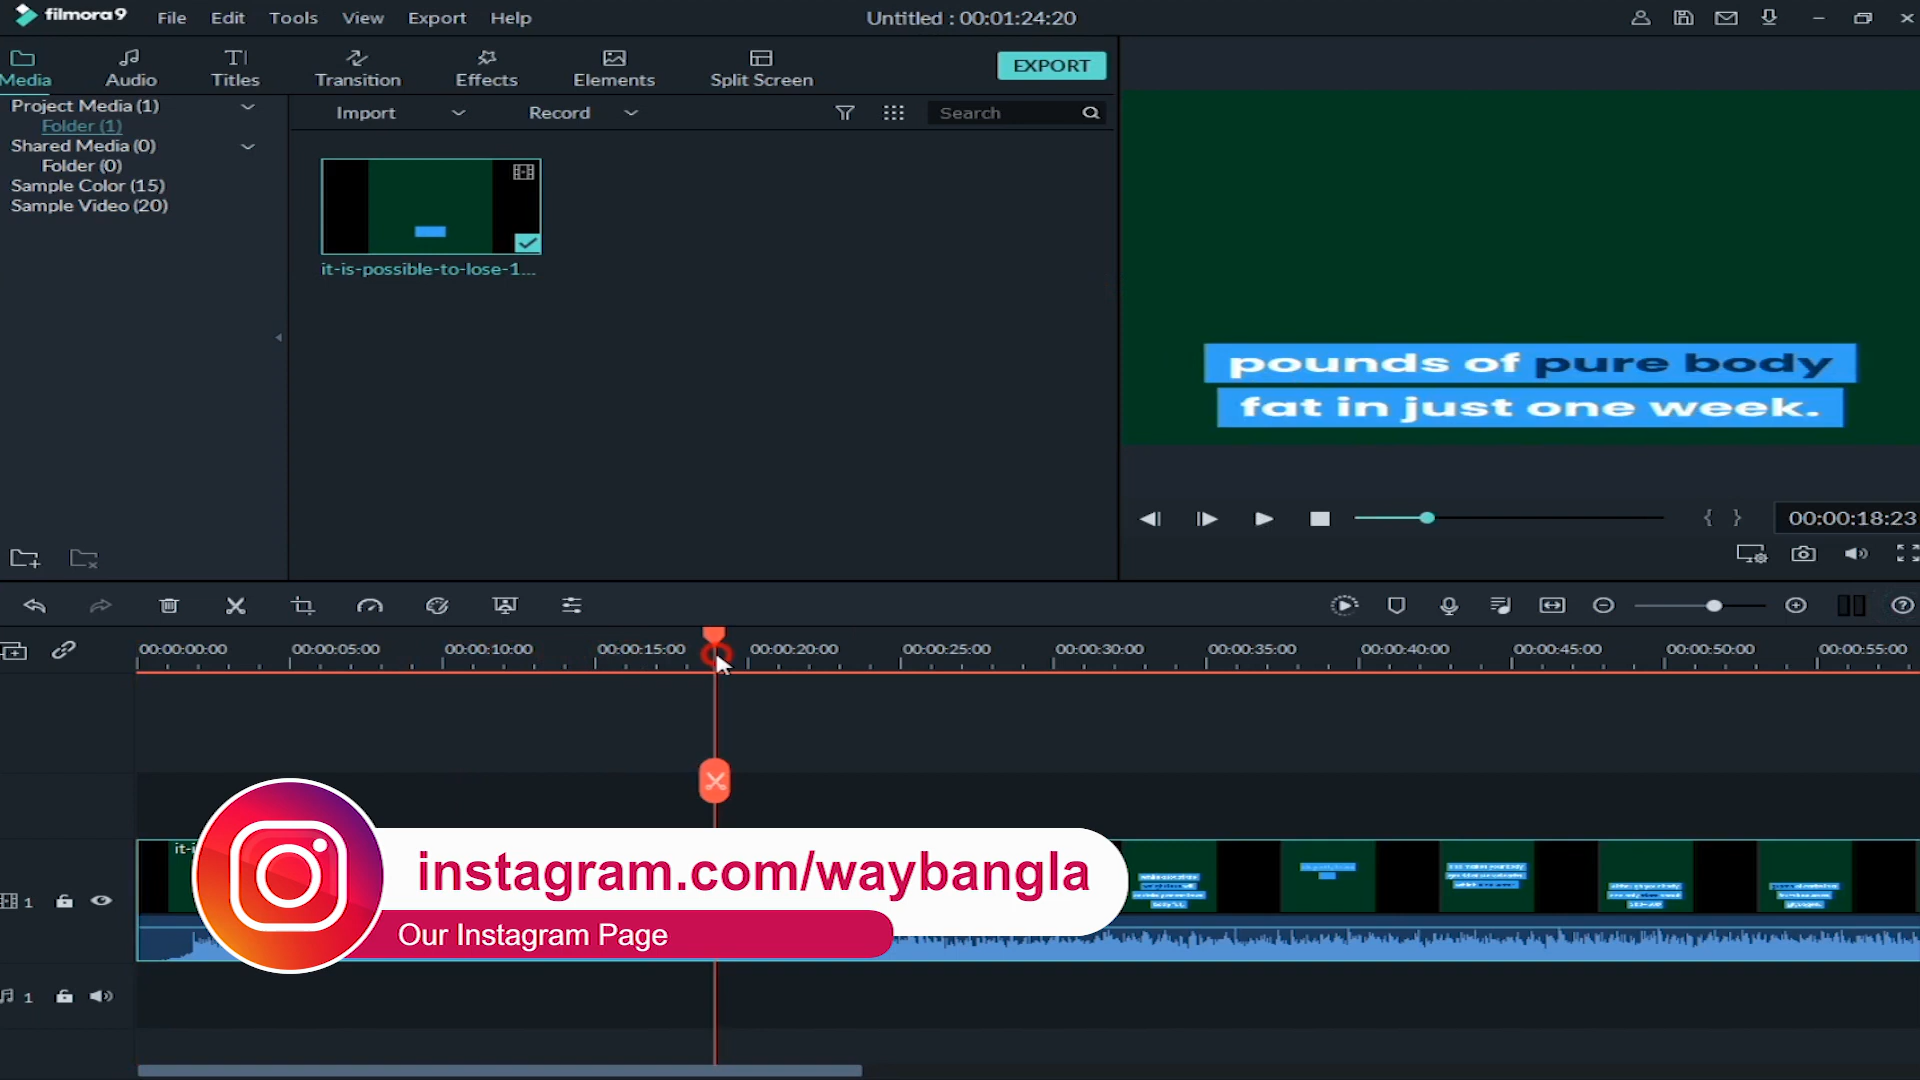 filmora9 File Edit Tools View Export Help Untitled : 00:01:24:20
Media Audio Titles Transition Effects Elements Split Screen EXPORT
Project Media (1)
Folder (1)
Shared Media (0)
Folder (0)
Sample Color (15)
Sample Video (20)
Import Record Search
it-is-possible-to-lose-1...
pounds of pure body
fat in just one week.
00:00:18:23
00:00:00:00 00:00:05:00 00:00:10:00 00:00:15:00 00:00:20:00 00:00:25:00 00:00:30:00 00:00:35:00 00:00:40:00 00:00:45:00 00:00:50:00 00:00:55:00
it-i
1
instagram.com/waybangla
Our Instagram Page
1